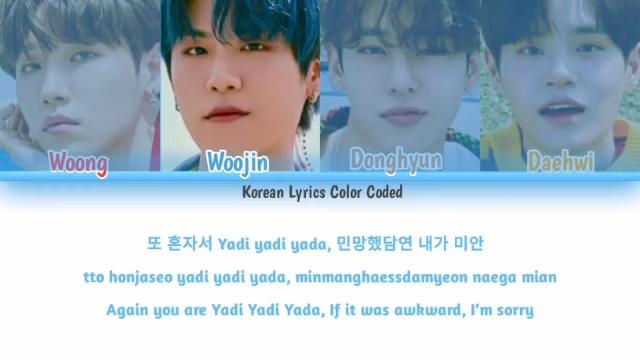 Woong Woojin Donghyun Daehwi
Korean Lyrics Color Coded
또 혼자서 Yadi yadi yada, 민망했담연 내가 미안
tto honjaseo yadi yadi yada, minmanghaessdamyeon naega mian
Again you are Yadi Yadi Yada, If it was awkward, I'm sorry